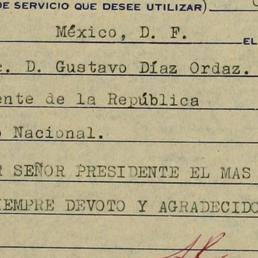 DE SERVICIO QUE DESEE UTILIZAR)
México, D. F.
EL
. D. Gustavo Díaz Ordaz.
ente de la República
o Nacional.
R SEÑOR PRESIDENTE EL MAS
IEMPRE DEVOTO Y AGRADECIDO